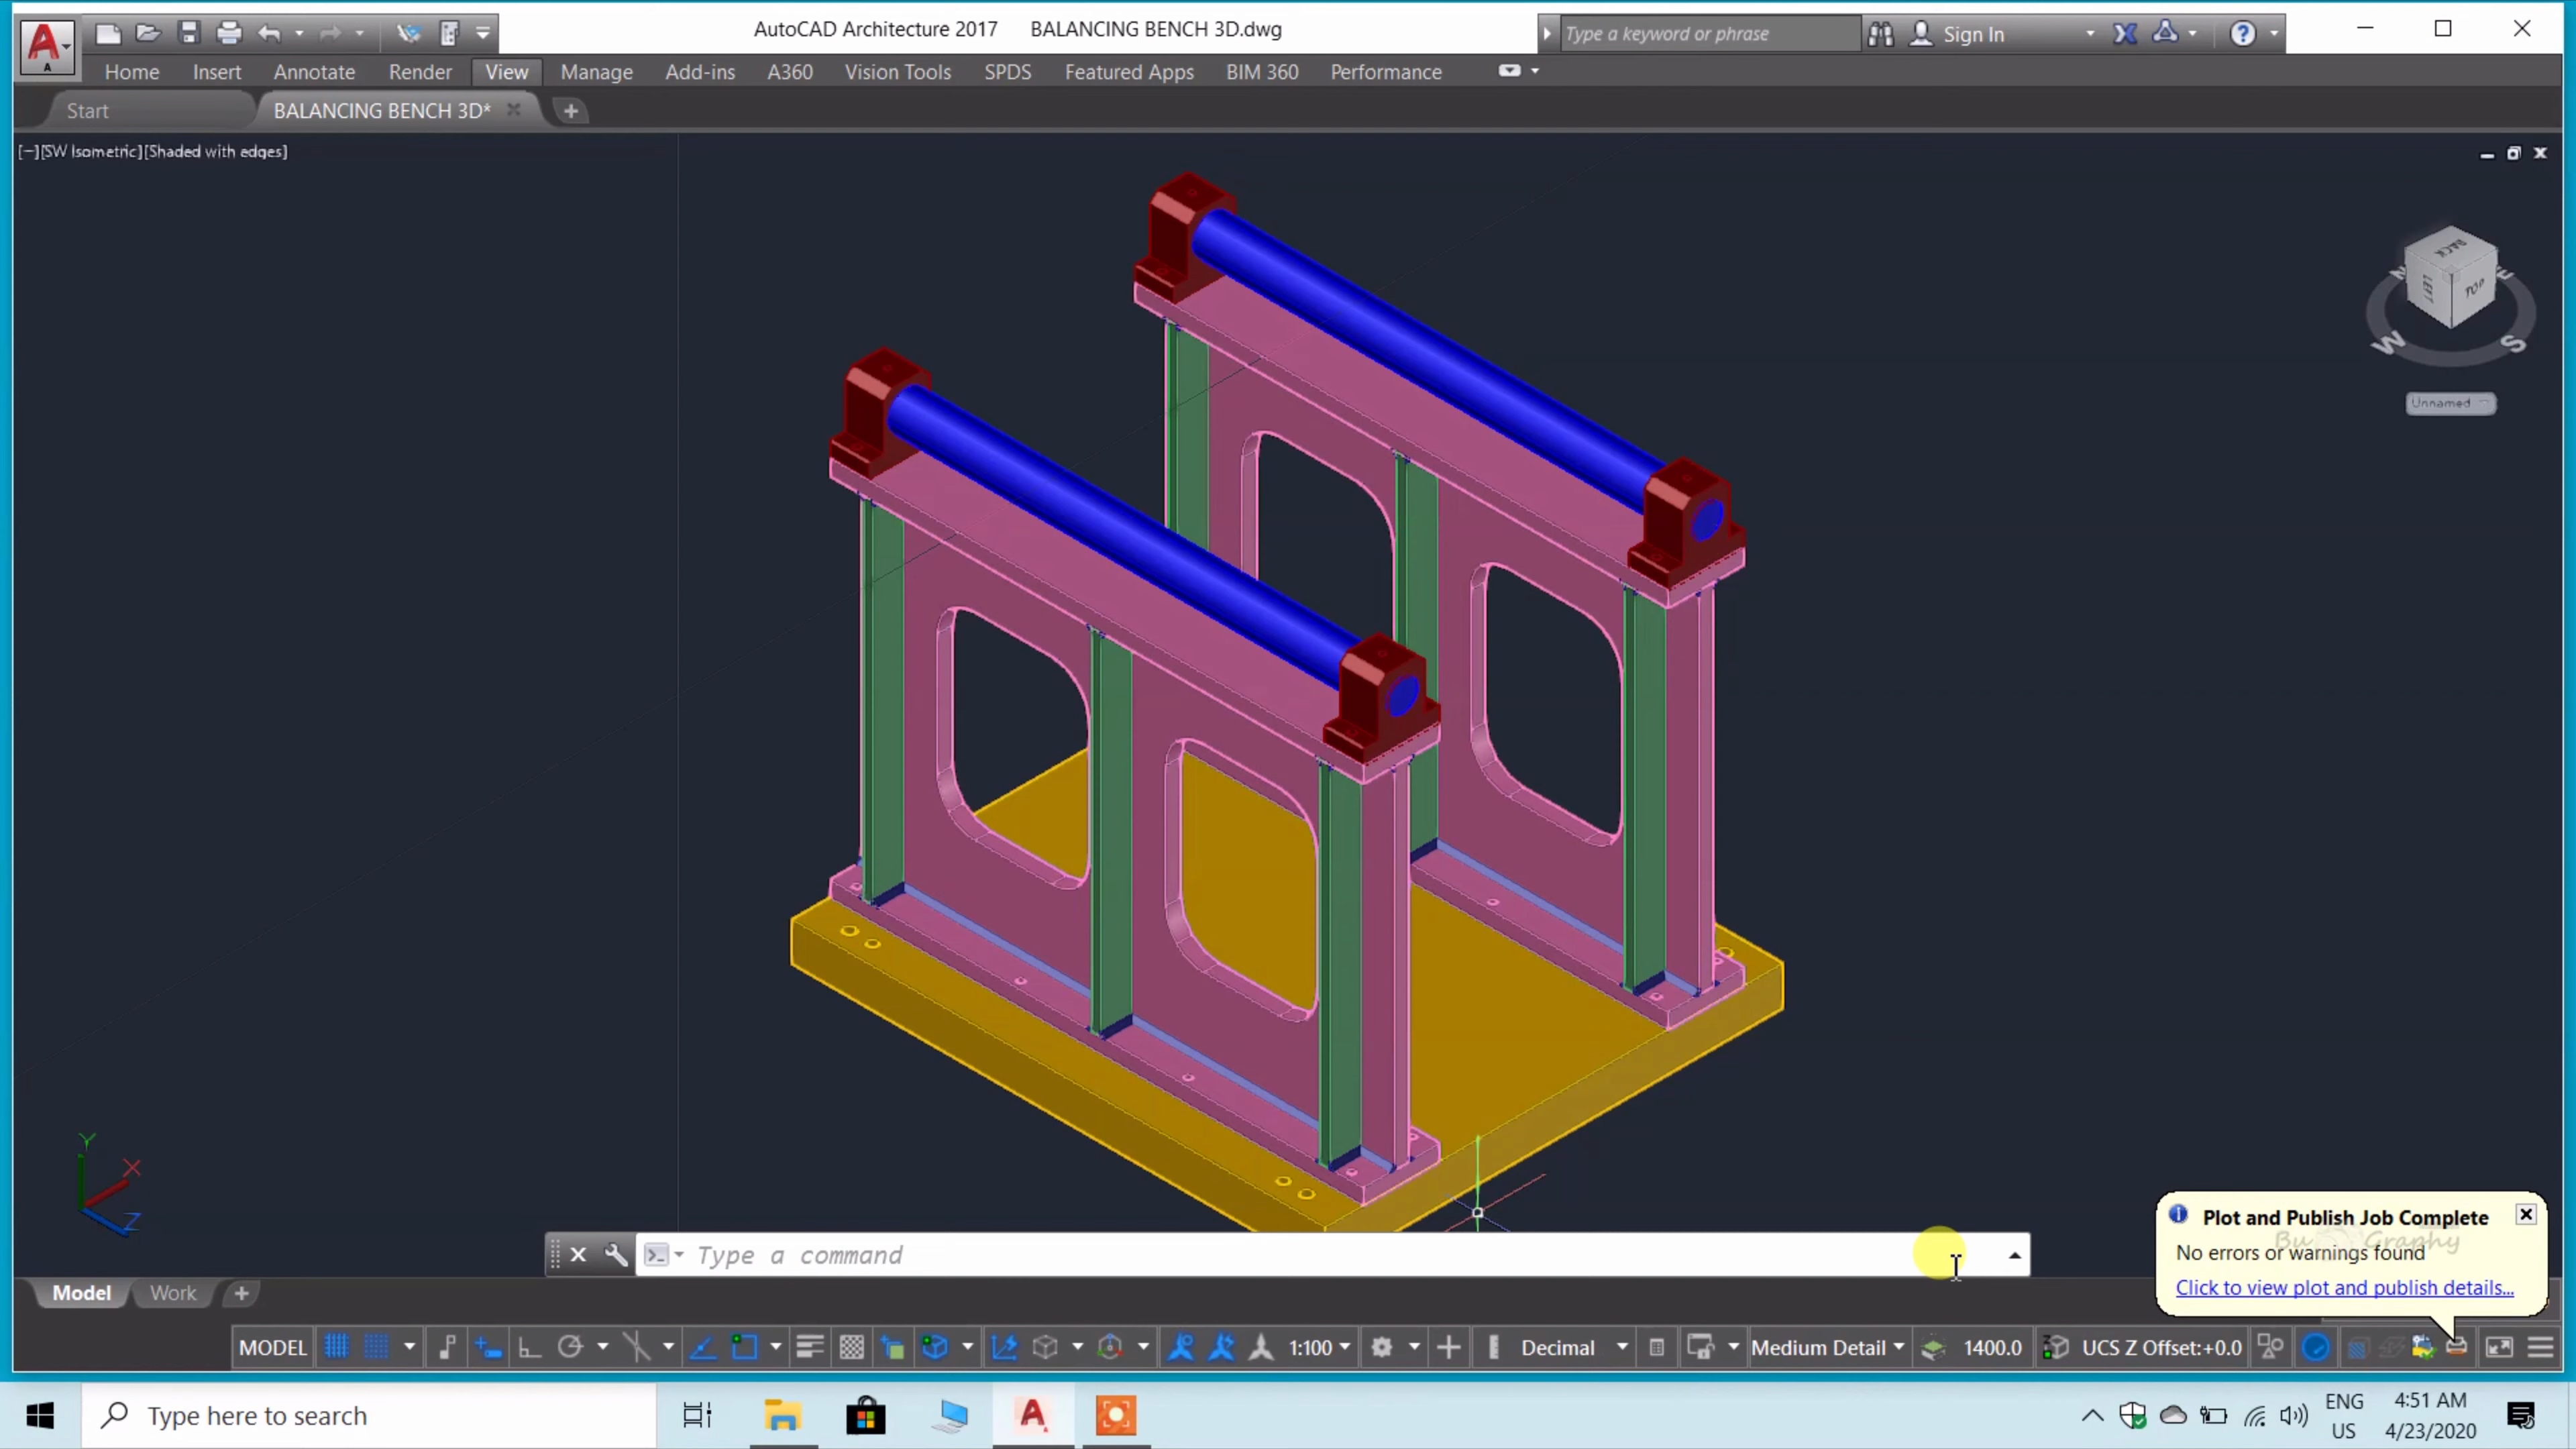 AutoCAD Architecture 2017 BALANCING BENCH 3D.dwg
Type a keyword or phrase
Sign In
A
Home Insert Annotate Render View Manage Add-ins A360 Vision Tools SPDS Featured Apps BIM 360 Performance
Start BALANCING BENCH 3D*
[−][SW Isometric][Shaded with edges]
BACK
LEFT TOP
W S
Unnamed
Y
X
Z
Plot and Publish Job Complete
No errors or warnings found
Click to view plot and publish details...
Type a command
Model Work
MODEL 1:100 Decimal Medium Detail 1400.0 UCS Z Offset:+0.0
Type here to search
ENG
US
4:51 AM
4/23/2020